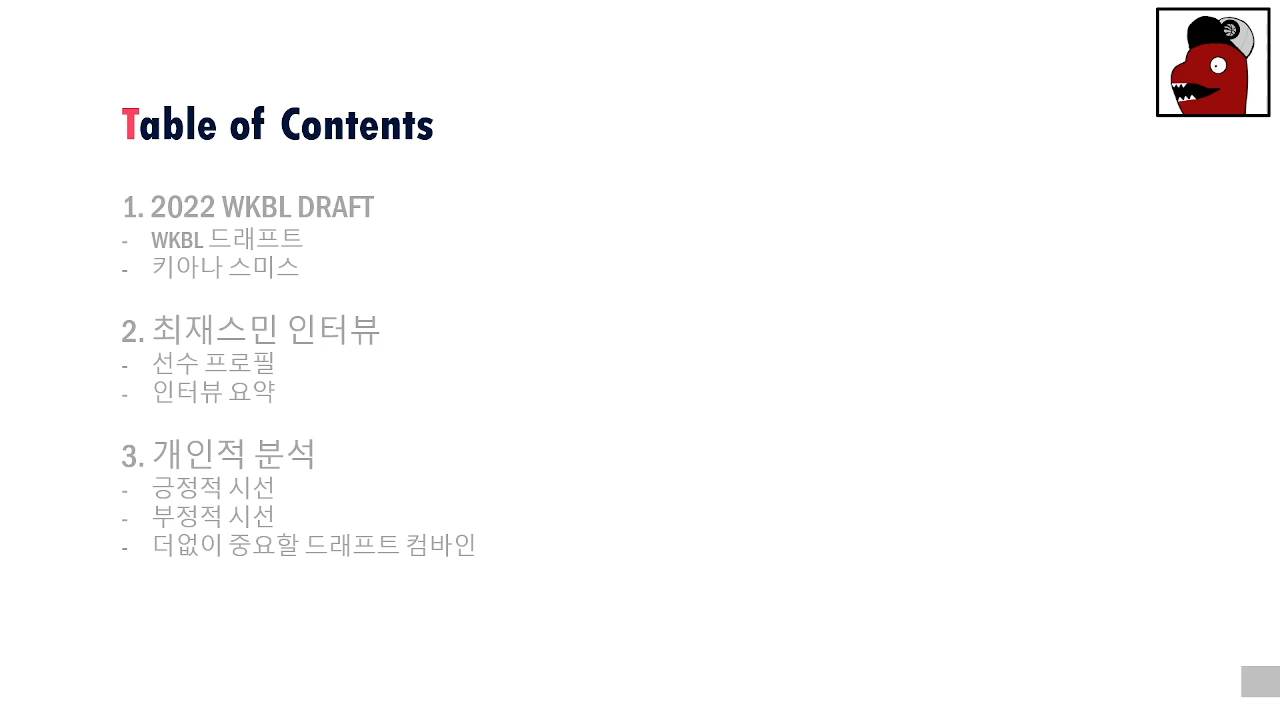 Table of Contents
1. 2022 WKBL DRAFT
- WKBL 드래프트
- 키아나 스미스
2. 최재스민 인터뷰
- 선수 프로필
- 인터뷰 요약
3. 개인적 분석
- 긍정적 시선
- 부정적 시선
- 더없이 중요할 드래프트 컴바인